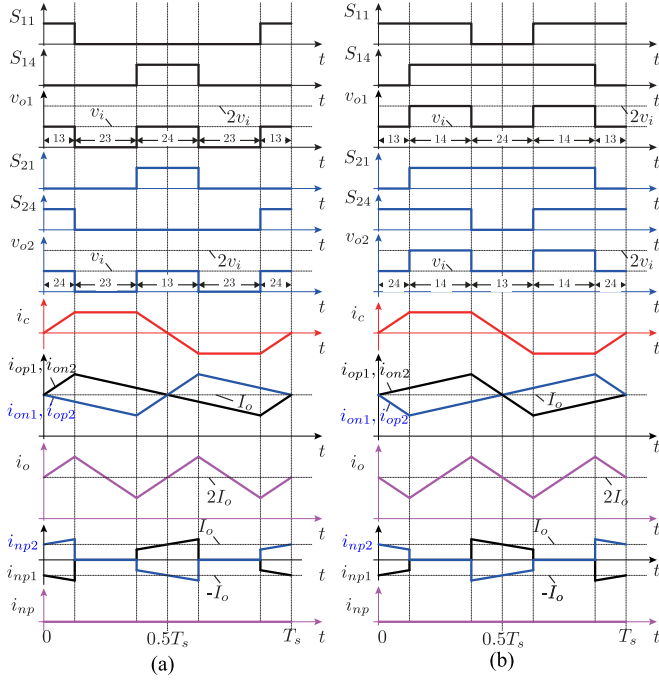 S11
t
S14
t
vo1
vi
2vi
13 23 24 23 13
t
S21
t
S24
t
vo2
vi
2vi
24 23 13 23 24
t
ic
t
iop1, ion2
ion1, iop2
Io
t
io
2Io
t
inp2
Io
inp1
-Io
t
inp
t
0 0.5Ts Ts
(a)
S11
t
S14
t
vo1
vi
2vi
13 14 24 14 13
t
S21
t
S24
t
vo2
vi
2vi
24 14 13 14 24
t
ic
t
iop1, ion2
ion1, iop2
Io
t
io
2Io
t
inp2
Io
inp1
-Io
t
inp
t
0 0.5Ts Ts
(b)